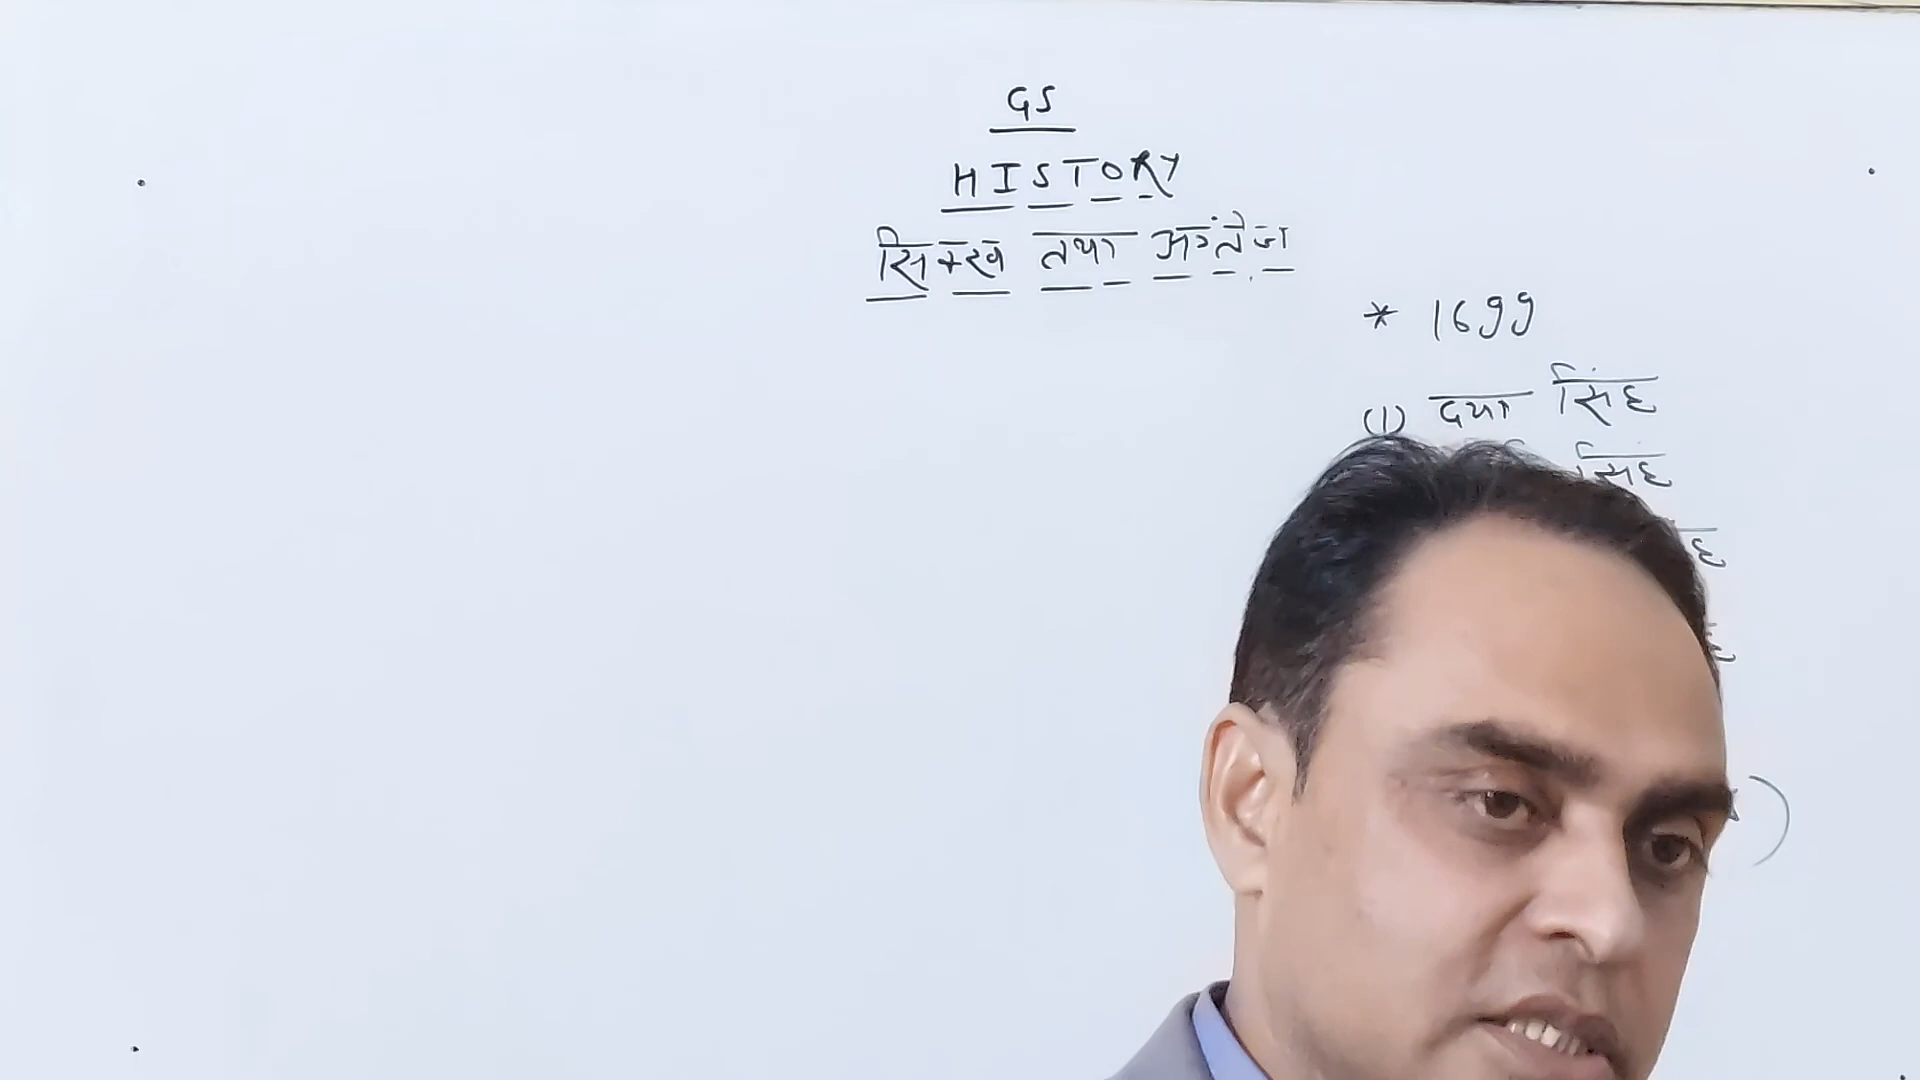 GS
HISTORY
सिक्ख तथा अंग्रेज
* 1699
(1) दया सिंह
सिंह